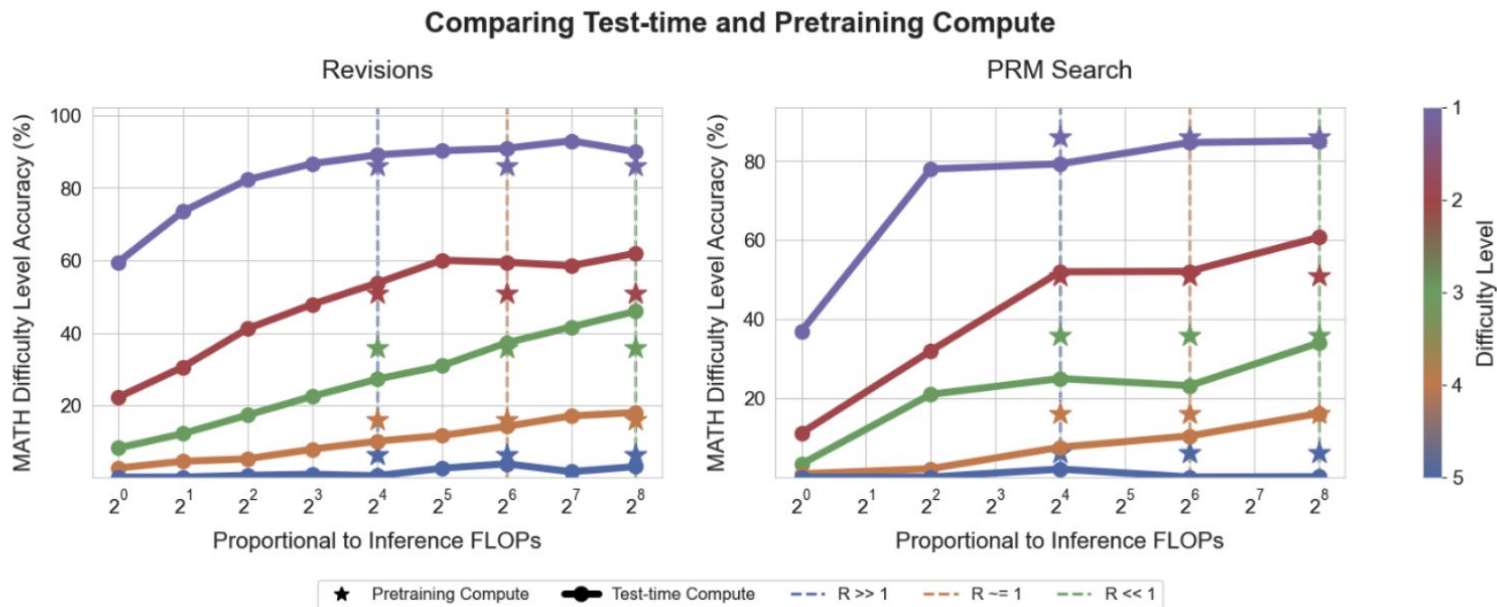 Comparing Test-time and Pretraining Compute
Revisions
MATH Difficulty Level Accuracy (%)
100
80
60
40
20
2^0 2^1 2^2 2^3 2^4 2^5 2^6 2^7 2^8
Proportional to Inference FLOPs
PRM Search
MATH Difficulty Level Accuracy (%)
80
60
40
20
2^0 2^1 2^2 2^3 2^4 2^5 2^6 2^7 2^8
Proportional to Inference FLOPs
1
2
3
4
5
Difficulty Level
Pretraining Compute Test-time Compute R >> 1 R ~= 1 R << 1